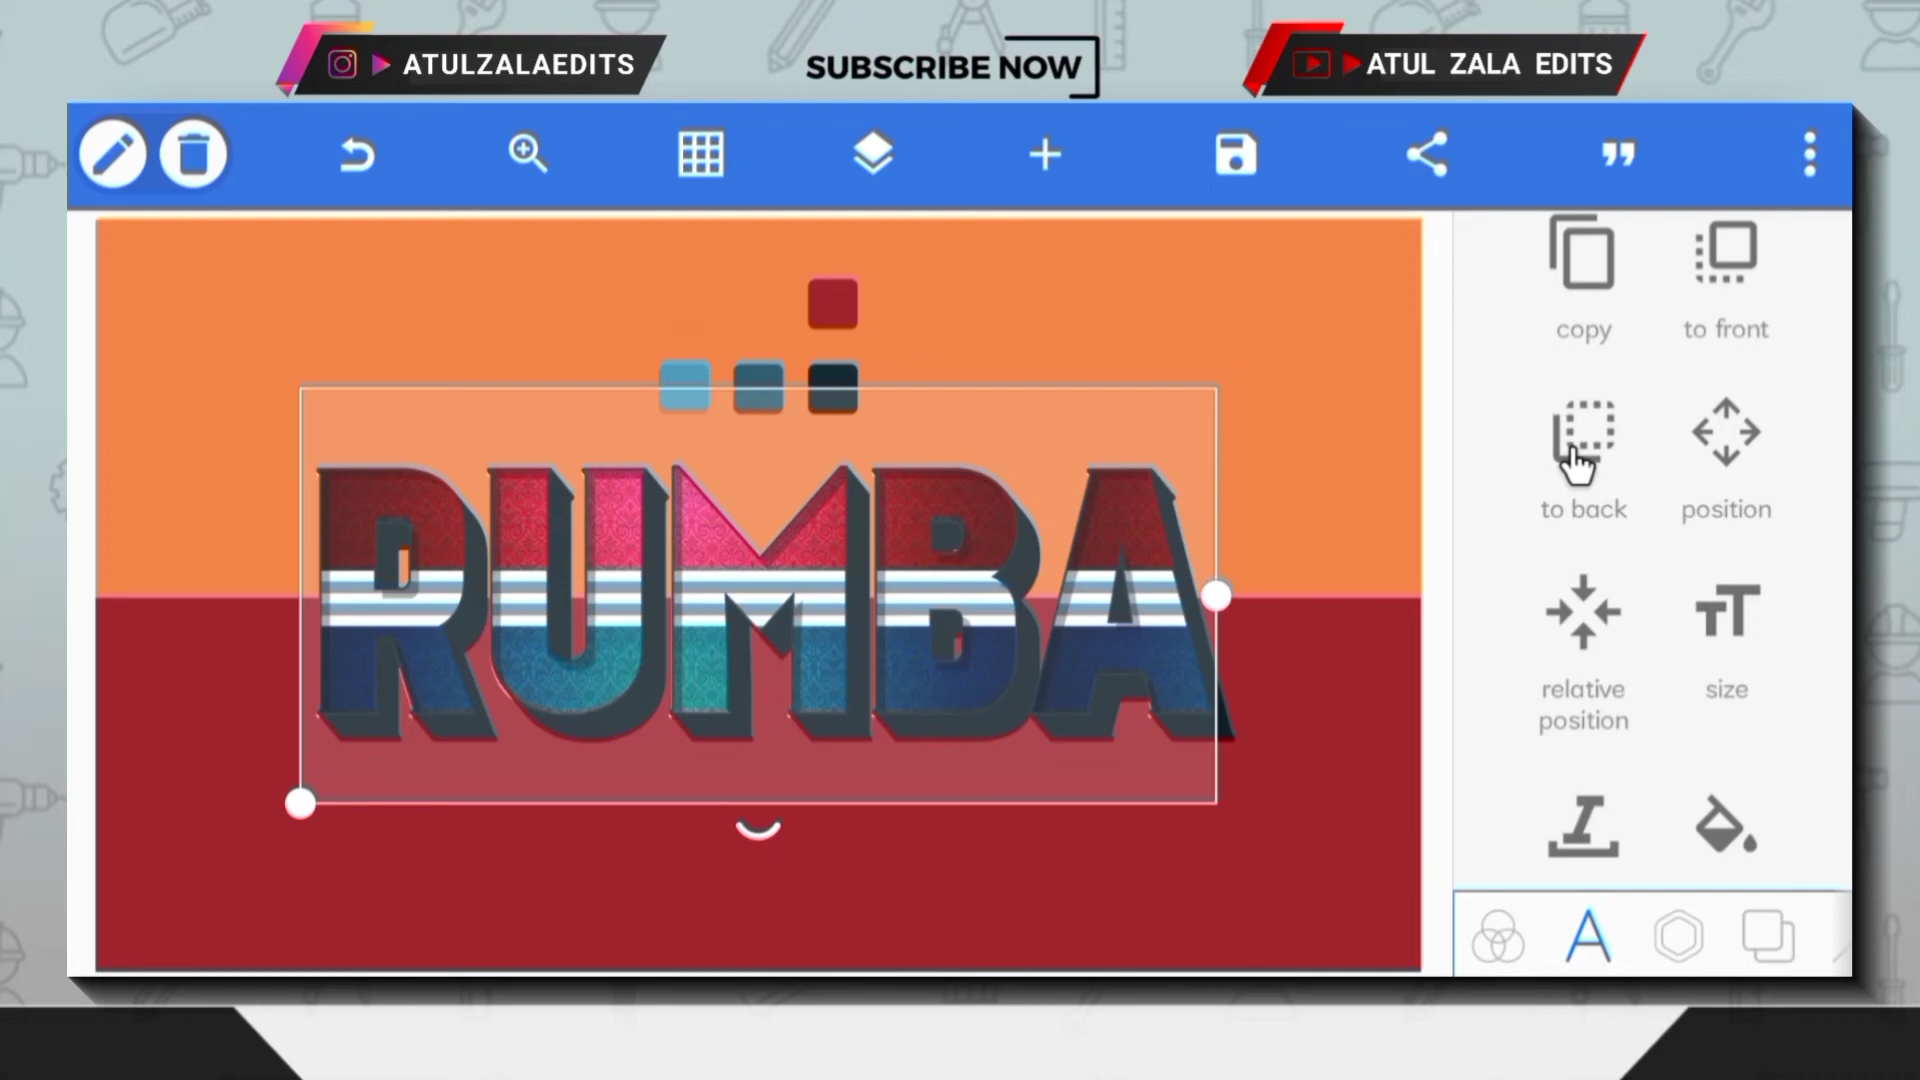 ATULZALAEDITS
SUBSCRIBE NOW
ATUL ZALA EDITS
copy
to front
RUMBA
to back
position
relative
position
size